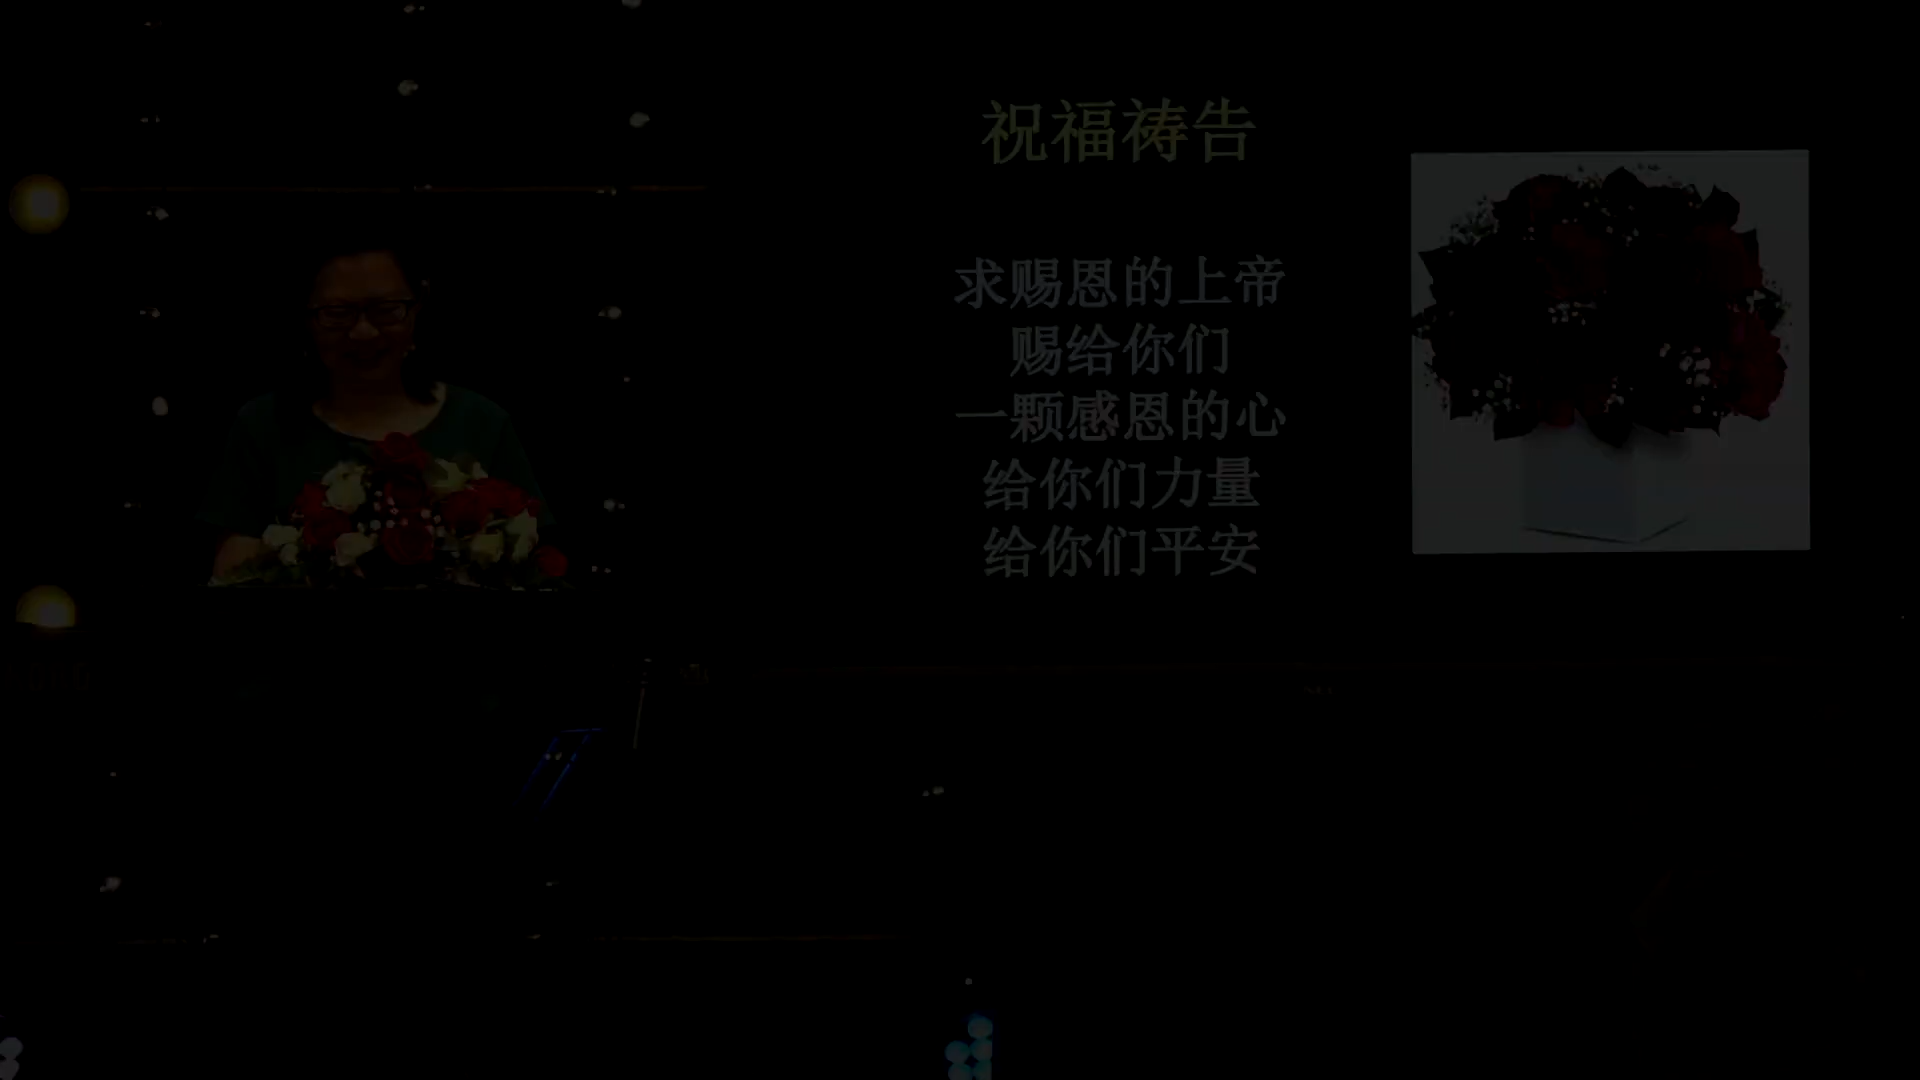 祝福祷告
求赐恩的上帝
赐给你们
一颗感恩的心
给你们力量
给你们平安